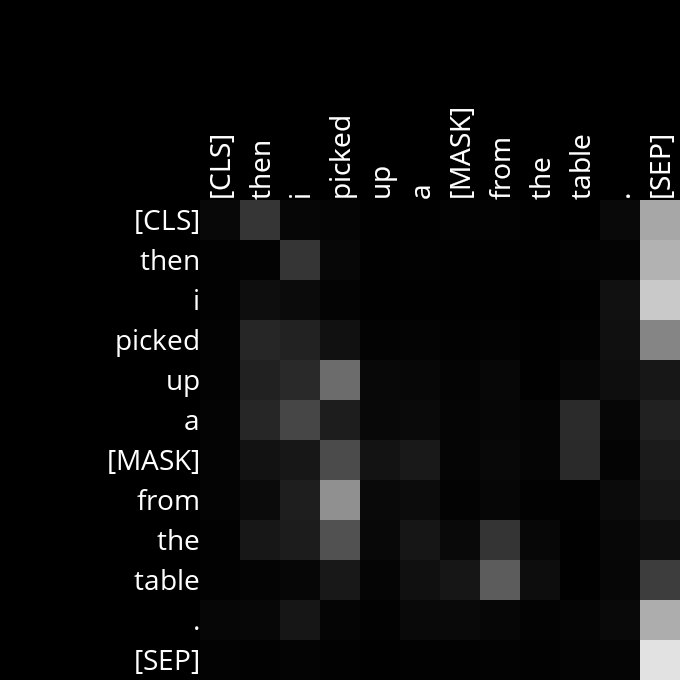 [CLS] then i picked up a [MASK] from the table . [SEP]
[CLS]
then
i
picked
up
a
[MASK]
from
the
table
.
[SEP]